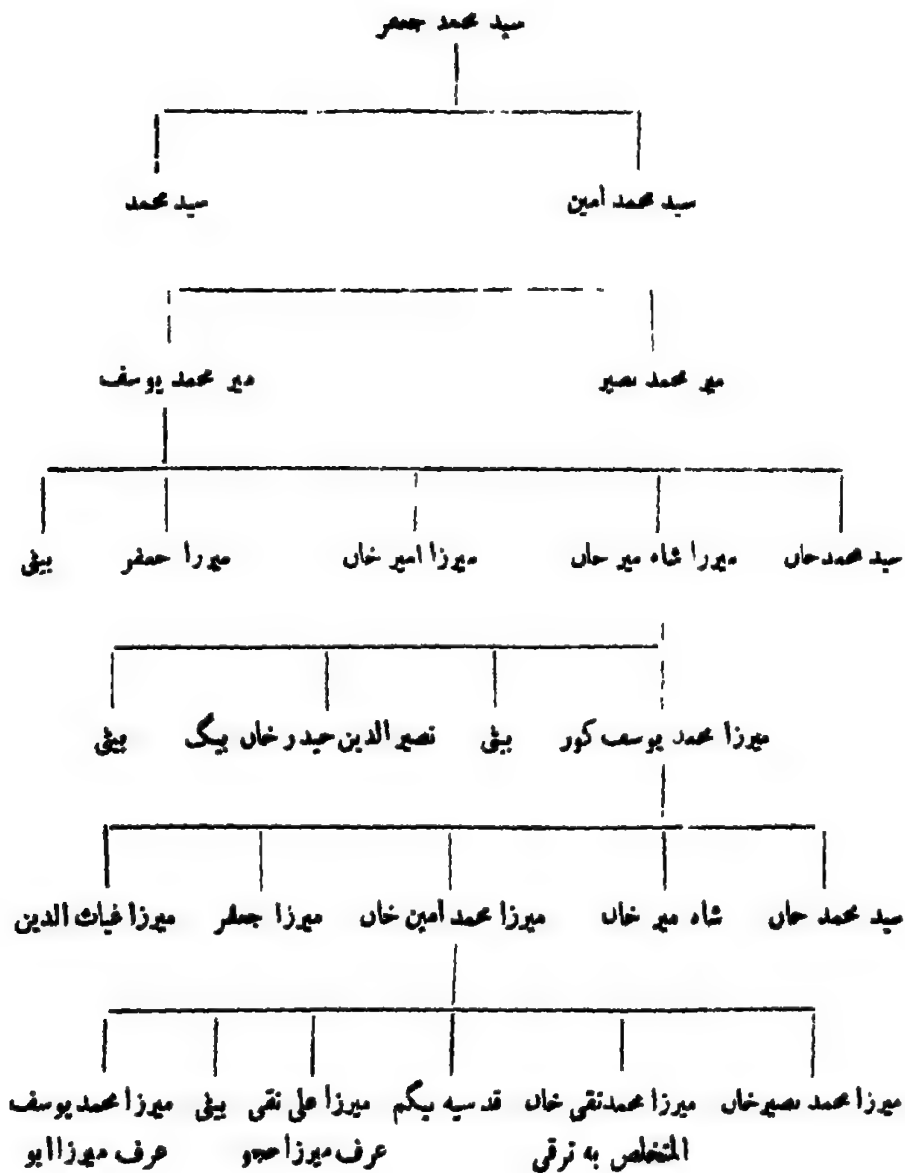 سید محمد جعفر
سید محمد امین سید محمد
میر محمد نصیر میر محمد یوسف
سید محمد خاں میرزا شاہ میر خاں میرزا امیر خاں میرزا جعفر بیٹی
میرزا محمد یوسف کور بیٹی نصیر الدین حیدر خاں بیگ بیٹی
سید محمد خاں شاہ میر خاں میرزا محمد امین خاں میرزا جعفر میرزا غیاث الدین
میرزا محمد نصیر خاں میرزا محمد تقی خاں قدسیہ بیگم میرزا علی نقی بیٹی میرزا محمد یوسف
المتخلص بہ ترقی عرف میرزا عرف میرزا